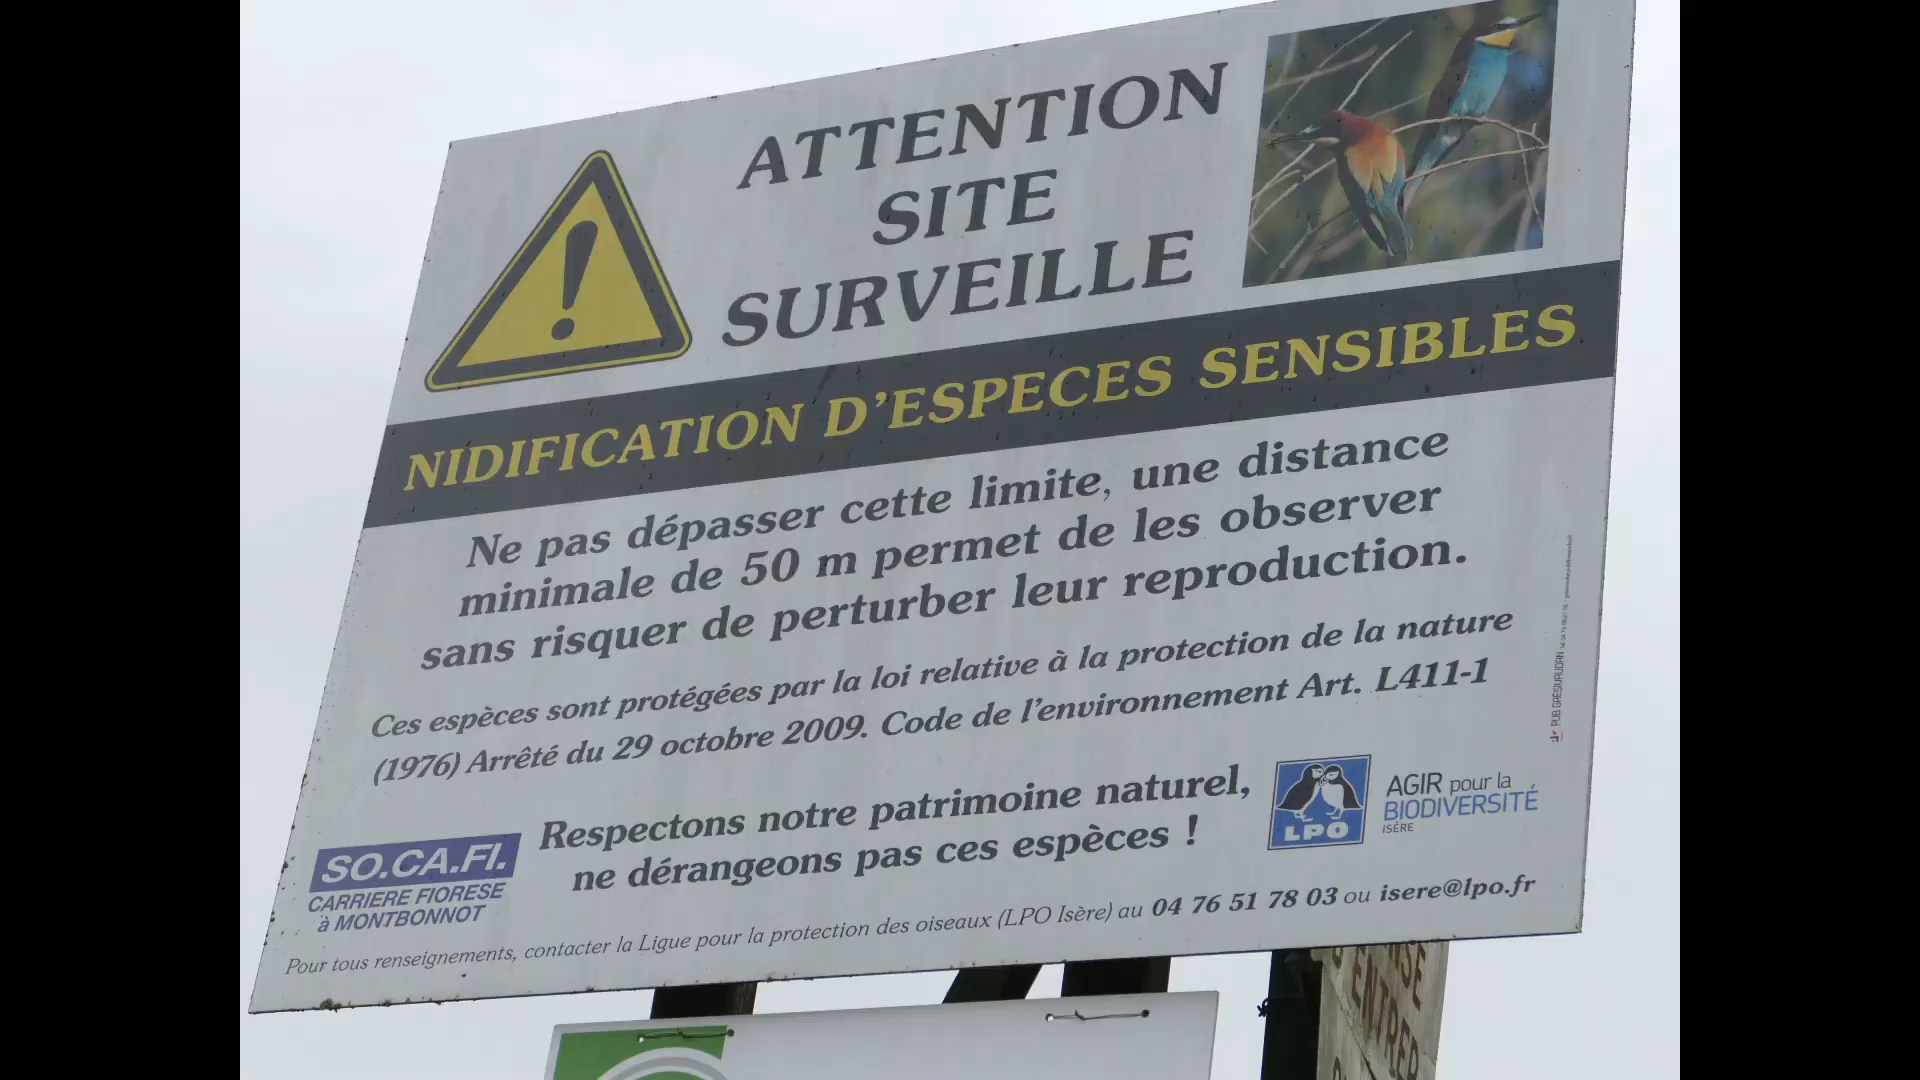 ATTENTION
SITE
SURVEILLE
NIDIFICATION D'ESPECES SENSIBLES
Ne pas dépasser cette limite, une distance
minimale de 50 m permet de les observer
sans risquer de perturber leur reproduction.
Ces espèces sont protégées par la loi relative à la protection de la nature
(1976) Arrêté du 29 octobre 2009. Code de l'environnement Art. L411-1
Respectons notre patrimoine naturel,
ne dérangeons pas ces espèces !
SO.CA.FI.
CARRIERE FIORESE
à MONTBONNOT
LPO
AGIR pour la
BIODIVERSITÉ
ISÈRE
Pour tous renseignements, contacter la Ligue pour la protection des oiseaux (LPO Isère) au 04 76 51 78 03 ou isere@lpo.fr
PUB GRÉSIVAUDAN
D'ENTRER